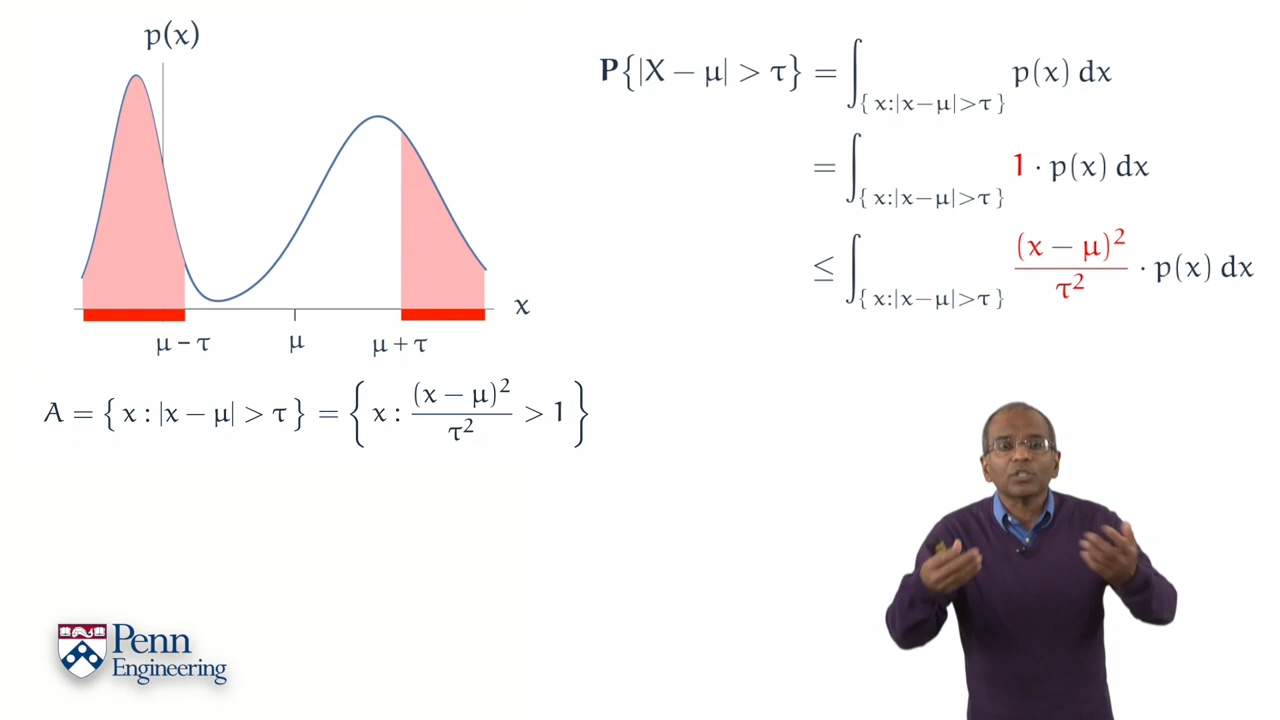 p(x)
x
μ − τ
μ
μ + τ
A = { x : |x − μ| > τ } = { x : (x − μ)² / τ² > 1 }
P{|X − μ| > τ} = ∫_{ x:|x−μ|>τ } p(x) dx
= ∫_{ x:|x−μ|>τ } 1 · p(x) dx
≤ ∫_{ x:|x−μ|>τ } (x − μ)² / τ² · p(x) dx
Penn
Engineering